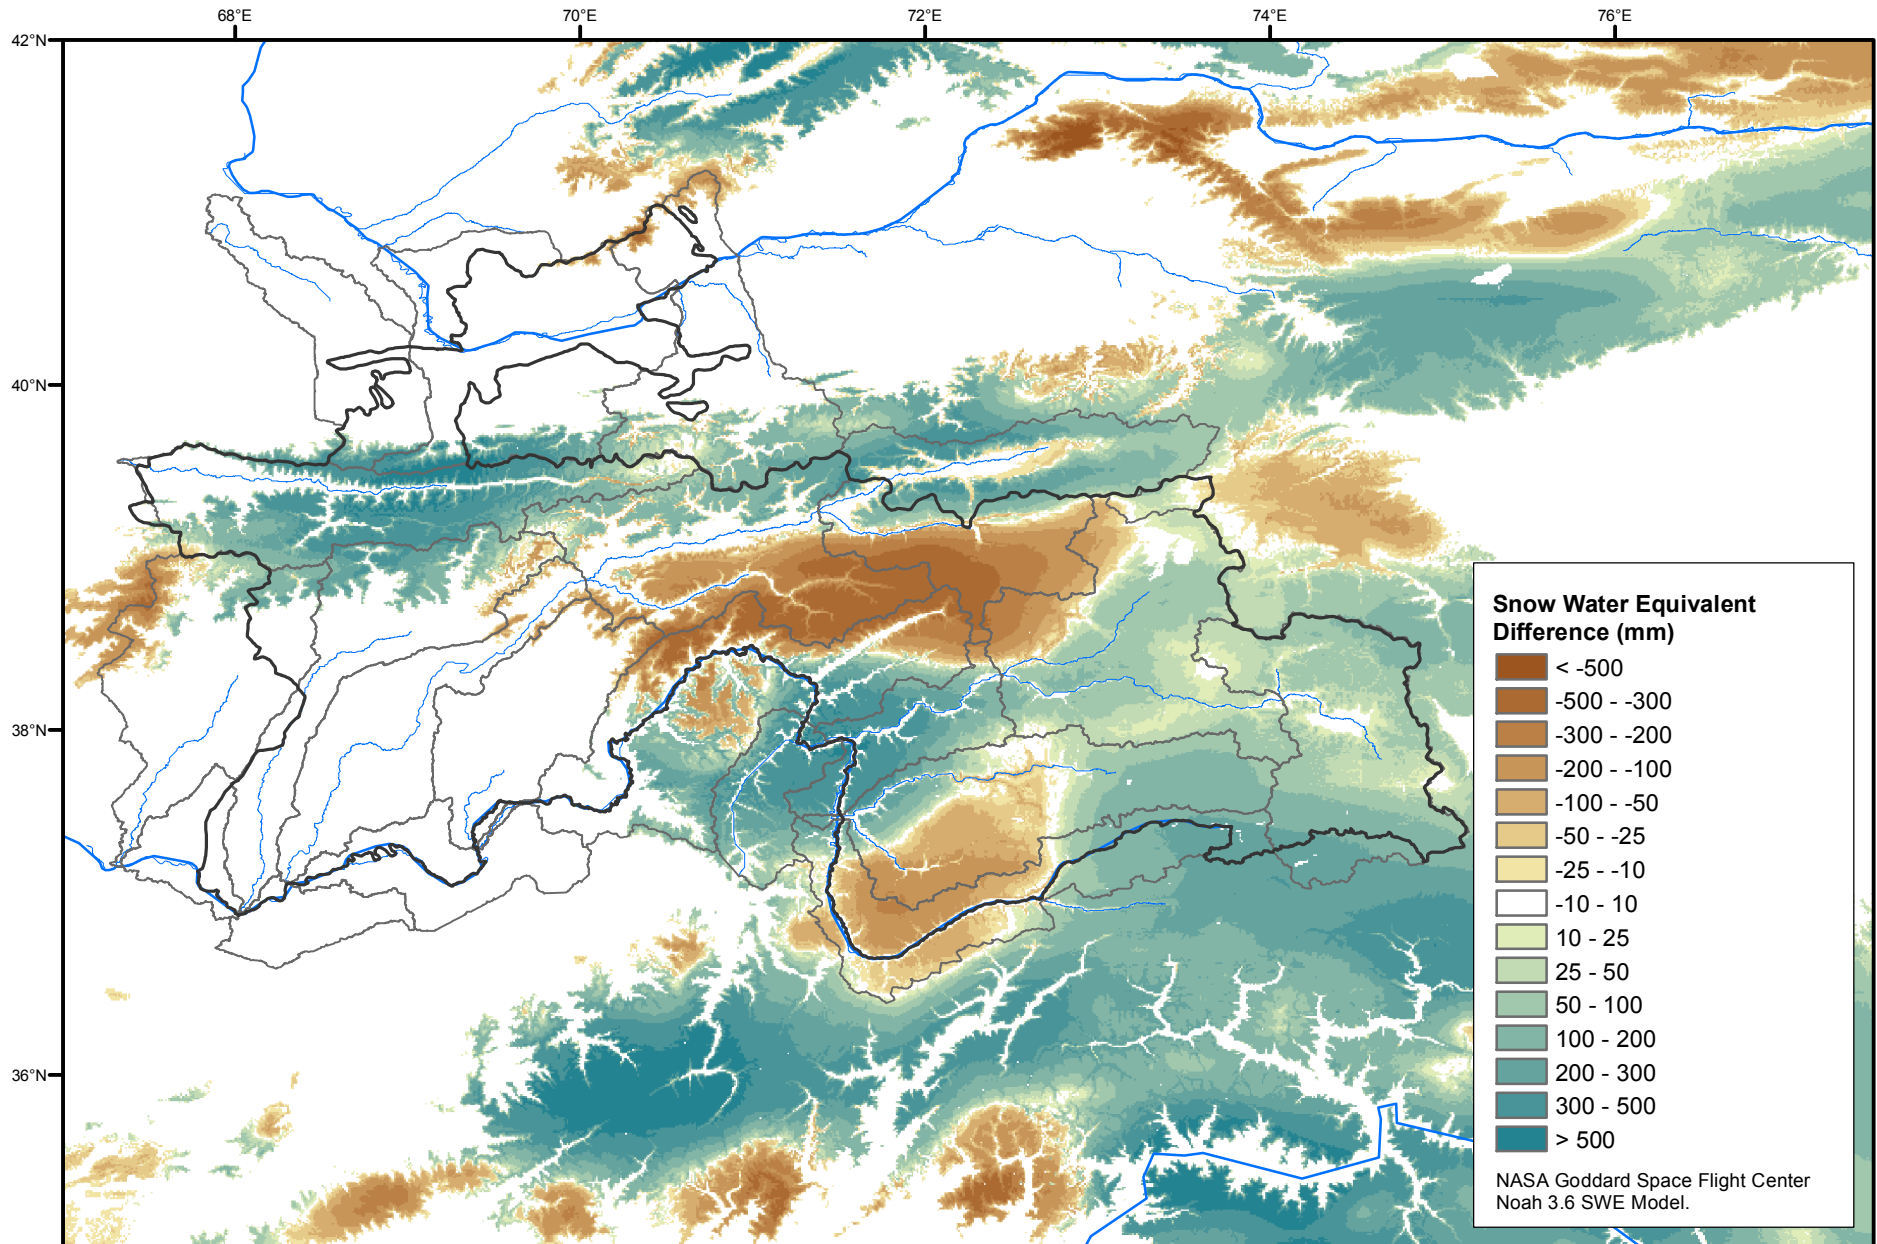 68°E
70°E
72°E
74°E
76°E
42°N
40°N
38°N
36°N
Snow Water Equivalent
Difference (mm)
< -500
-500 - -300
-300 - -200
-200 - -100
-100 - -50
-50 - -25
-25 - -10
-10 - 10
10 - 25
25 - 50
50 - 100
100 - 200
200 - 300
300 - 500
> 500
NASA Goddard Space Flight Center
Noah 3.6 SWE Model.